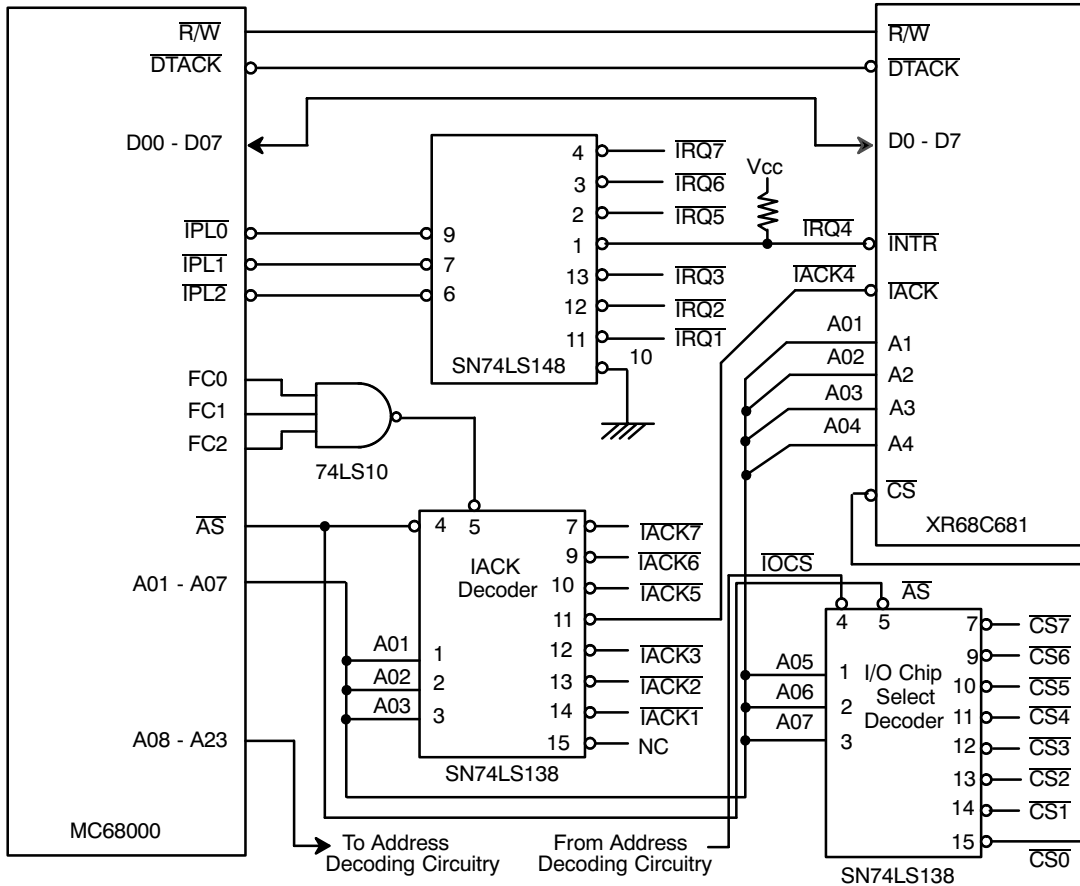 R/W
DTACK
D00 - D07
IPL0
IPL1
IPL2
FC0
FC1
FC2
AS
A01 - A07
A08 - A23
MC68000
4
3
2
1
13
12
11
10
9
7
6
SN74LS148
IRQ7
IRQ6
IRQ5
IRQ4
IRQ3
IRQ2
IRQ1
Vcc
74LS10
IACK4
A01
A02
A03
A04
R/W
DTACK
D0 - D7
INTR
IACK
A1
A2
A3
A4
CS
XR68C681
4
5
IACK
Decoder
7
9
10
11
12
13
14
15
A01
A02
A03
1
2
3
SN74LS138
IACK7
IACK6
IACK5
IACK3
IACK2
IACK1
NC
IOCS
AS
4
5
I/O Chip
Select
Decoder
A05
A06
A07
1
2
3
7
9
10
11
12
13
14
15
CS7
CS6
CS5
CS4
CS3
CS2
CS1
CS0
SN74LS138
To Address
Decoding Circuitry
From Address
Decoding Circuitry